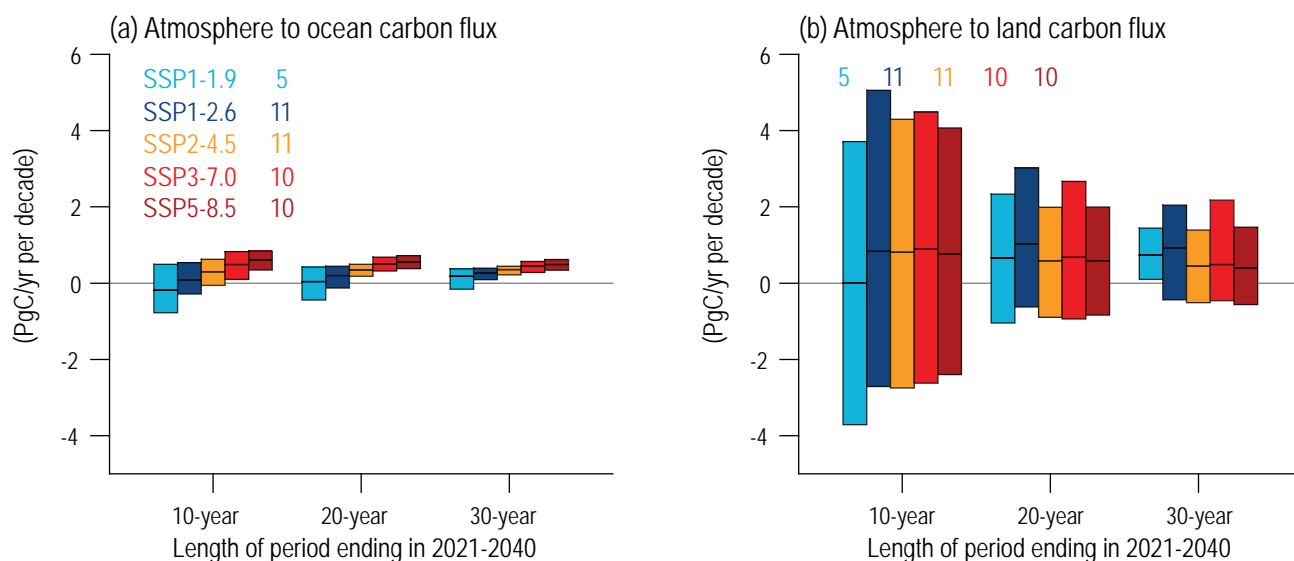 (a) Atmosphere to ocean carbon flux
6
4
2
0
-2
-4
(PgC/yr per decade)
SSP1-1.9 5
SSP1-2.6 11
SSP2-4.5 11
SSP3-7.0 10
SSP5-8.5 10
10-year 20-year 30-year
Length of period ending in 2021-2040
(b) Atmosphere to land carbon flux
6
4
2
0
-2
-4
(PgC/yr per decade)
5 11 11 10 10
10-year 20-year 30-year
Length of period ending in 2021-2040